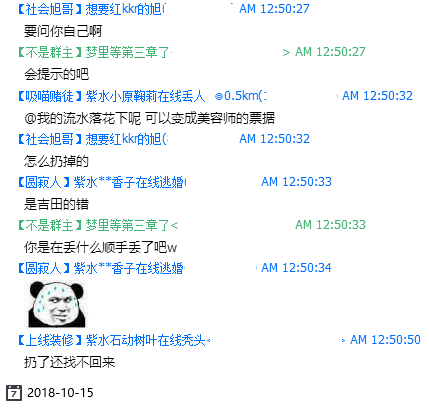 【社会旭哥】想要红kkr的旭( AM 12:50:27
要问你自己啊
【不是群主】梦里等第三章了 > AM 12:50:27
会提示的吧
【吸喵赌徒】紫水小原鞠莉在线丢人 ⊚0.5km( AM 12:50:32
@我的流水落花下呢 可以变成美容师的票据
【社会旭哥】想要红kkr的旭( AM 12:50:32
怎么扔掉的
【圆寂人】紫水**香子在线逃婚( AM 12:50:33
是吉田的错
【不是群主】梦里等第三章了< AM 12:50:33
你是在丢什么顺手丢了吧w
【圆寂人】紫水**香子在线逃婚 AM 12:50:34
【上线装修】紫水石动树叶在线秃头 AM 12:50:50
扔了还找不回来
7 2018-10-15